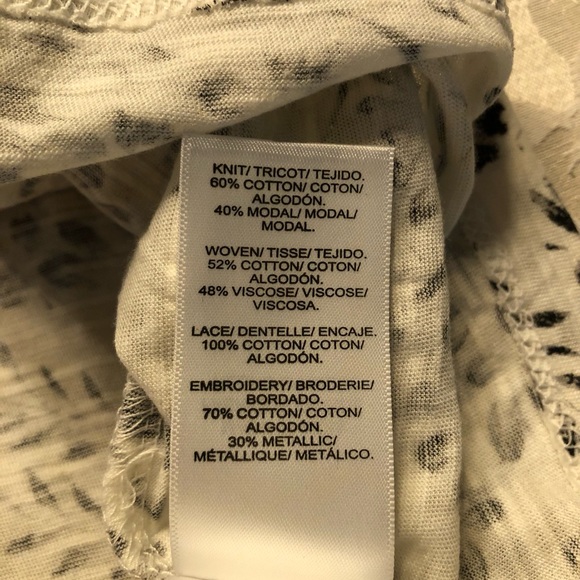 KNIT/ TRICOT/ TEJIDO.
60% COTTON/ COTON/
ALGODÓN.
40% MODAL/ MODAL/
MODAL.
WOVEN/ TISSE/ TEJIDO.
52% COTTON/ COTON/
ALGODÓN.
48% VISCOSE/ VISCOSE/
VISCOSA.
LACE/ DENTELLE/ ENCAJE.
100% COTTON/ COTON/
ALGODÓN.
EMBROIDERY/ BRODERIE/
BORDADO.
70% COTTON/ COTON/
ALGODÓN.
30% METALLIC/
MÉTALLIQUE/ METÁLICO.